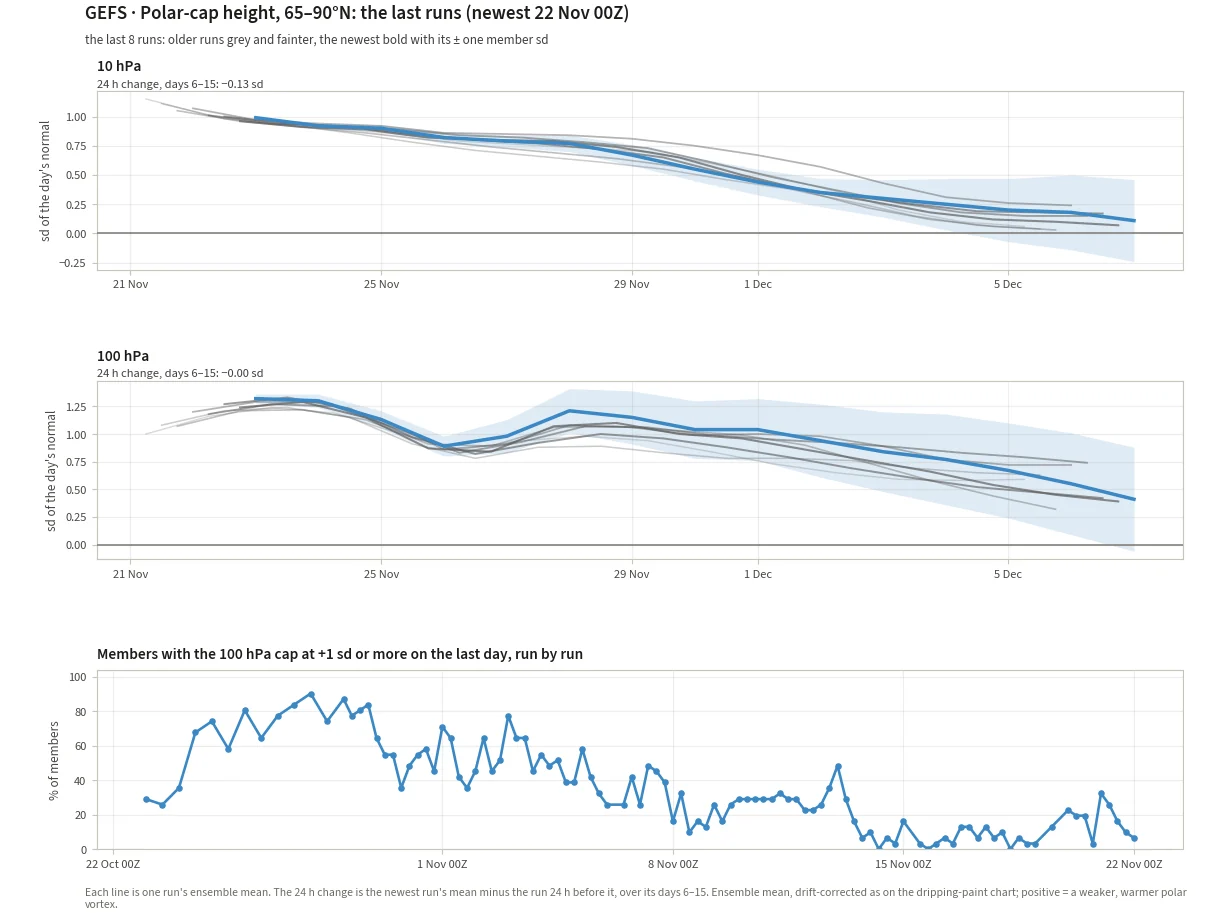 GEFS · Polar-cap height, 65–90°N: the last runs (newest 22 Nov 00Z)
the last 8 runs: older runs grey and fainter, the newest bold with its ± one member sd
10 hPa
24 h change, days 6–15: −0.13 sd
sd of the day's normal
1.00
0.75
0.50
0.25
0.00
−0.25
21 Nov 25 Nov 29 Nov 1 Dec 5 Dec
100 hPa
24 h change, days 6–15: −0.00 sd
sd of the day's normal
1.25
1.00
0.75
0.50
0.25
0.00
21 Nov 25 Nov 29 Nov 1 Dec 5 Dec
Members with the 100 hPa cap at +1 sd or more on the last day, run by run
% of members
100
80
60
40
20
0
22 Oct 00Z 1 Nov 00Z 8 Nov 00Z 15 Nov 00Z 22 Nov 00Z
Each line is one run's ensemble mean. The 24 h change is the newest run's mean minus the run 24 h before it, over its days 6–15. Ensemble mean, drift-corrected as on the dripping-paint chart; positive = a weaker, warmer polar
vortex.